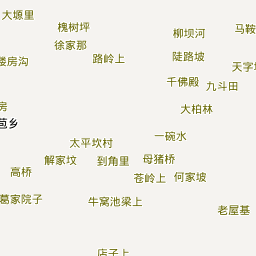 大塬里
槐树坪
柳坝河
马鞍
徐家那
楼房沟
路岭上
陡路坡
天字
千佛殿
九斗田
房
大柏林
苞乡
一碗水
太平坎村
解家坟
到角里
母猪桥
高桥
苍岭上
何家坡
葛家院子
牛窝池梁上
老屋基
店子上